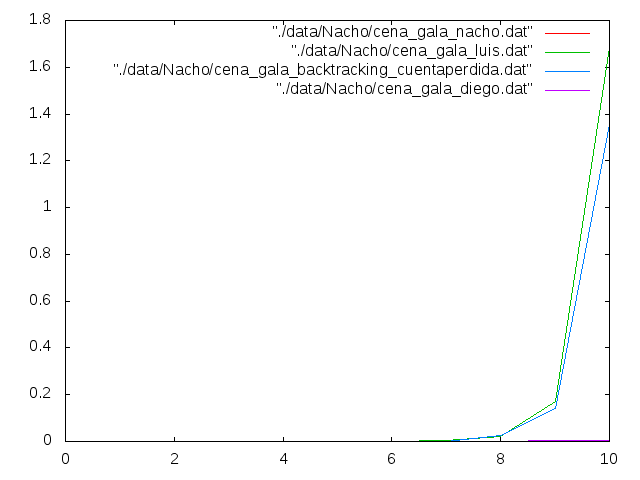 1.8
"./data/Nacho/cena_gala_nacho.dat"
"./data/Nacho/cena_gala_luis.dat"
"./data/Nacho/cena_gala_backtracking_cuentaperdida.dat"
"./data/Nacho/cena_gala_diego.dat"
1.6
1.4
1.2
1
0.8
0.6
0.4
0.2
0
0 2 4 6 8 10